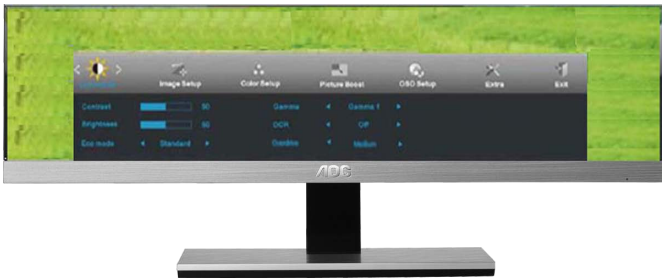 Image Setup Color Setup Picture Boost OSD Setup Extra Exit
Contrast 50 Gamma Gamma 1
Brightness 50 DCR Off
Eco mode Standard Overdrive Medium
AOC